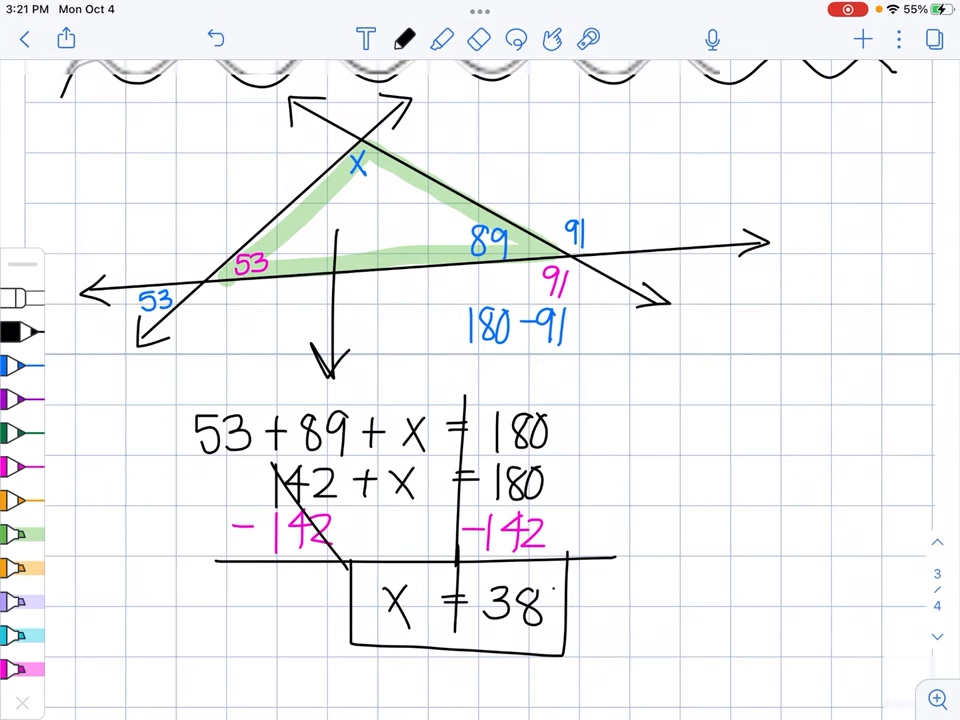 3:21 PM Mon Oct 4
55%
T
x
89
91
53
91
53
180-91
53+89+x=180
142+x=180
-142 -142
x=38
3
/
4